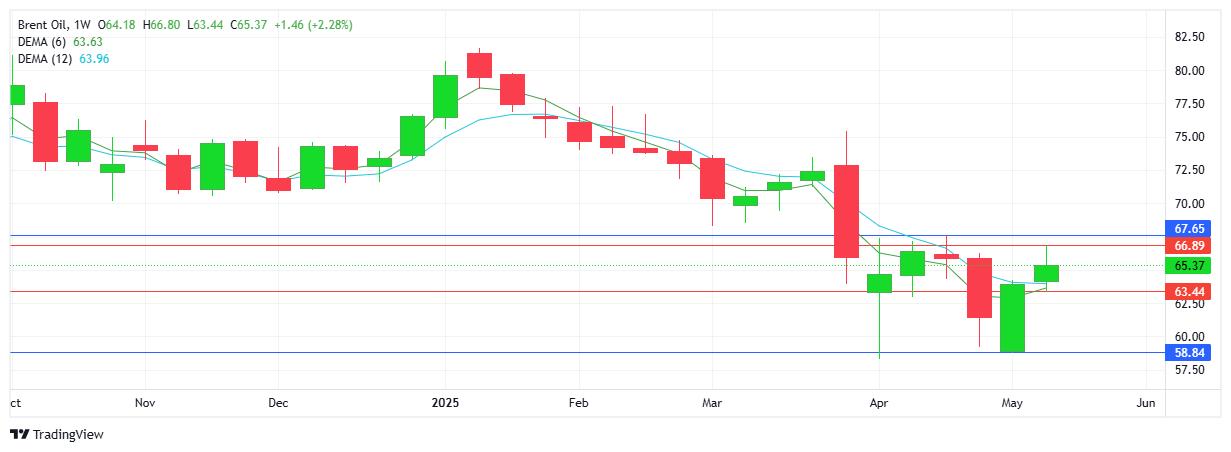 Brent Oil, 1W O64.18 H66.80 L63.44 C65.37 +1.46 (+2.28%)
DEMA (6) 63.63
DEMA (12) 63.96
82.50
80.00
77.50
75.00
72.50
70.00
67.65
66.89
65.37
63.44
62.50
60.00
58.84
57.50
ct Nov Dec 2025 Feb Mar Apr May Jun
TradingView